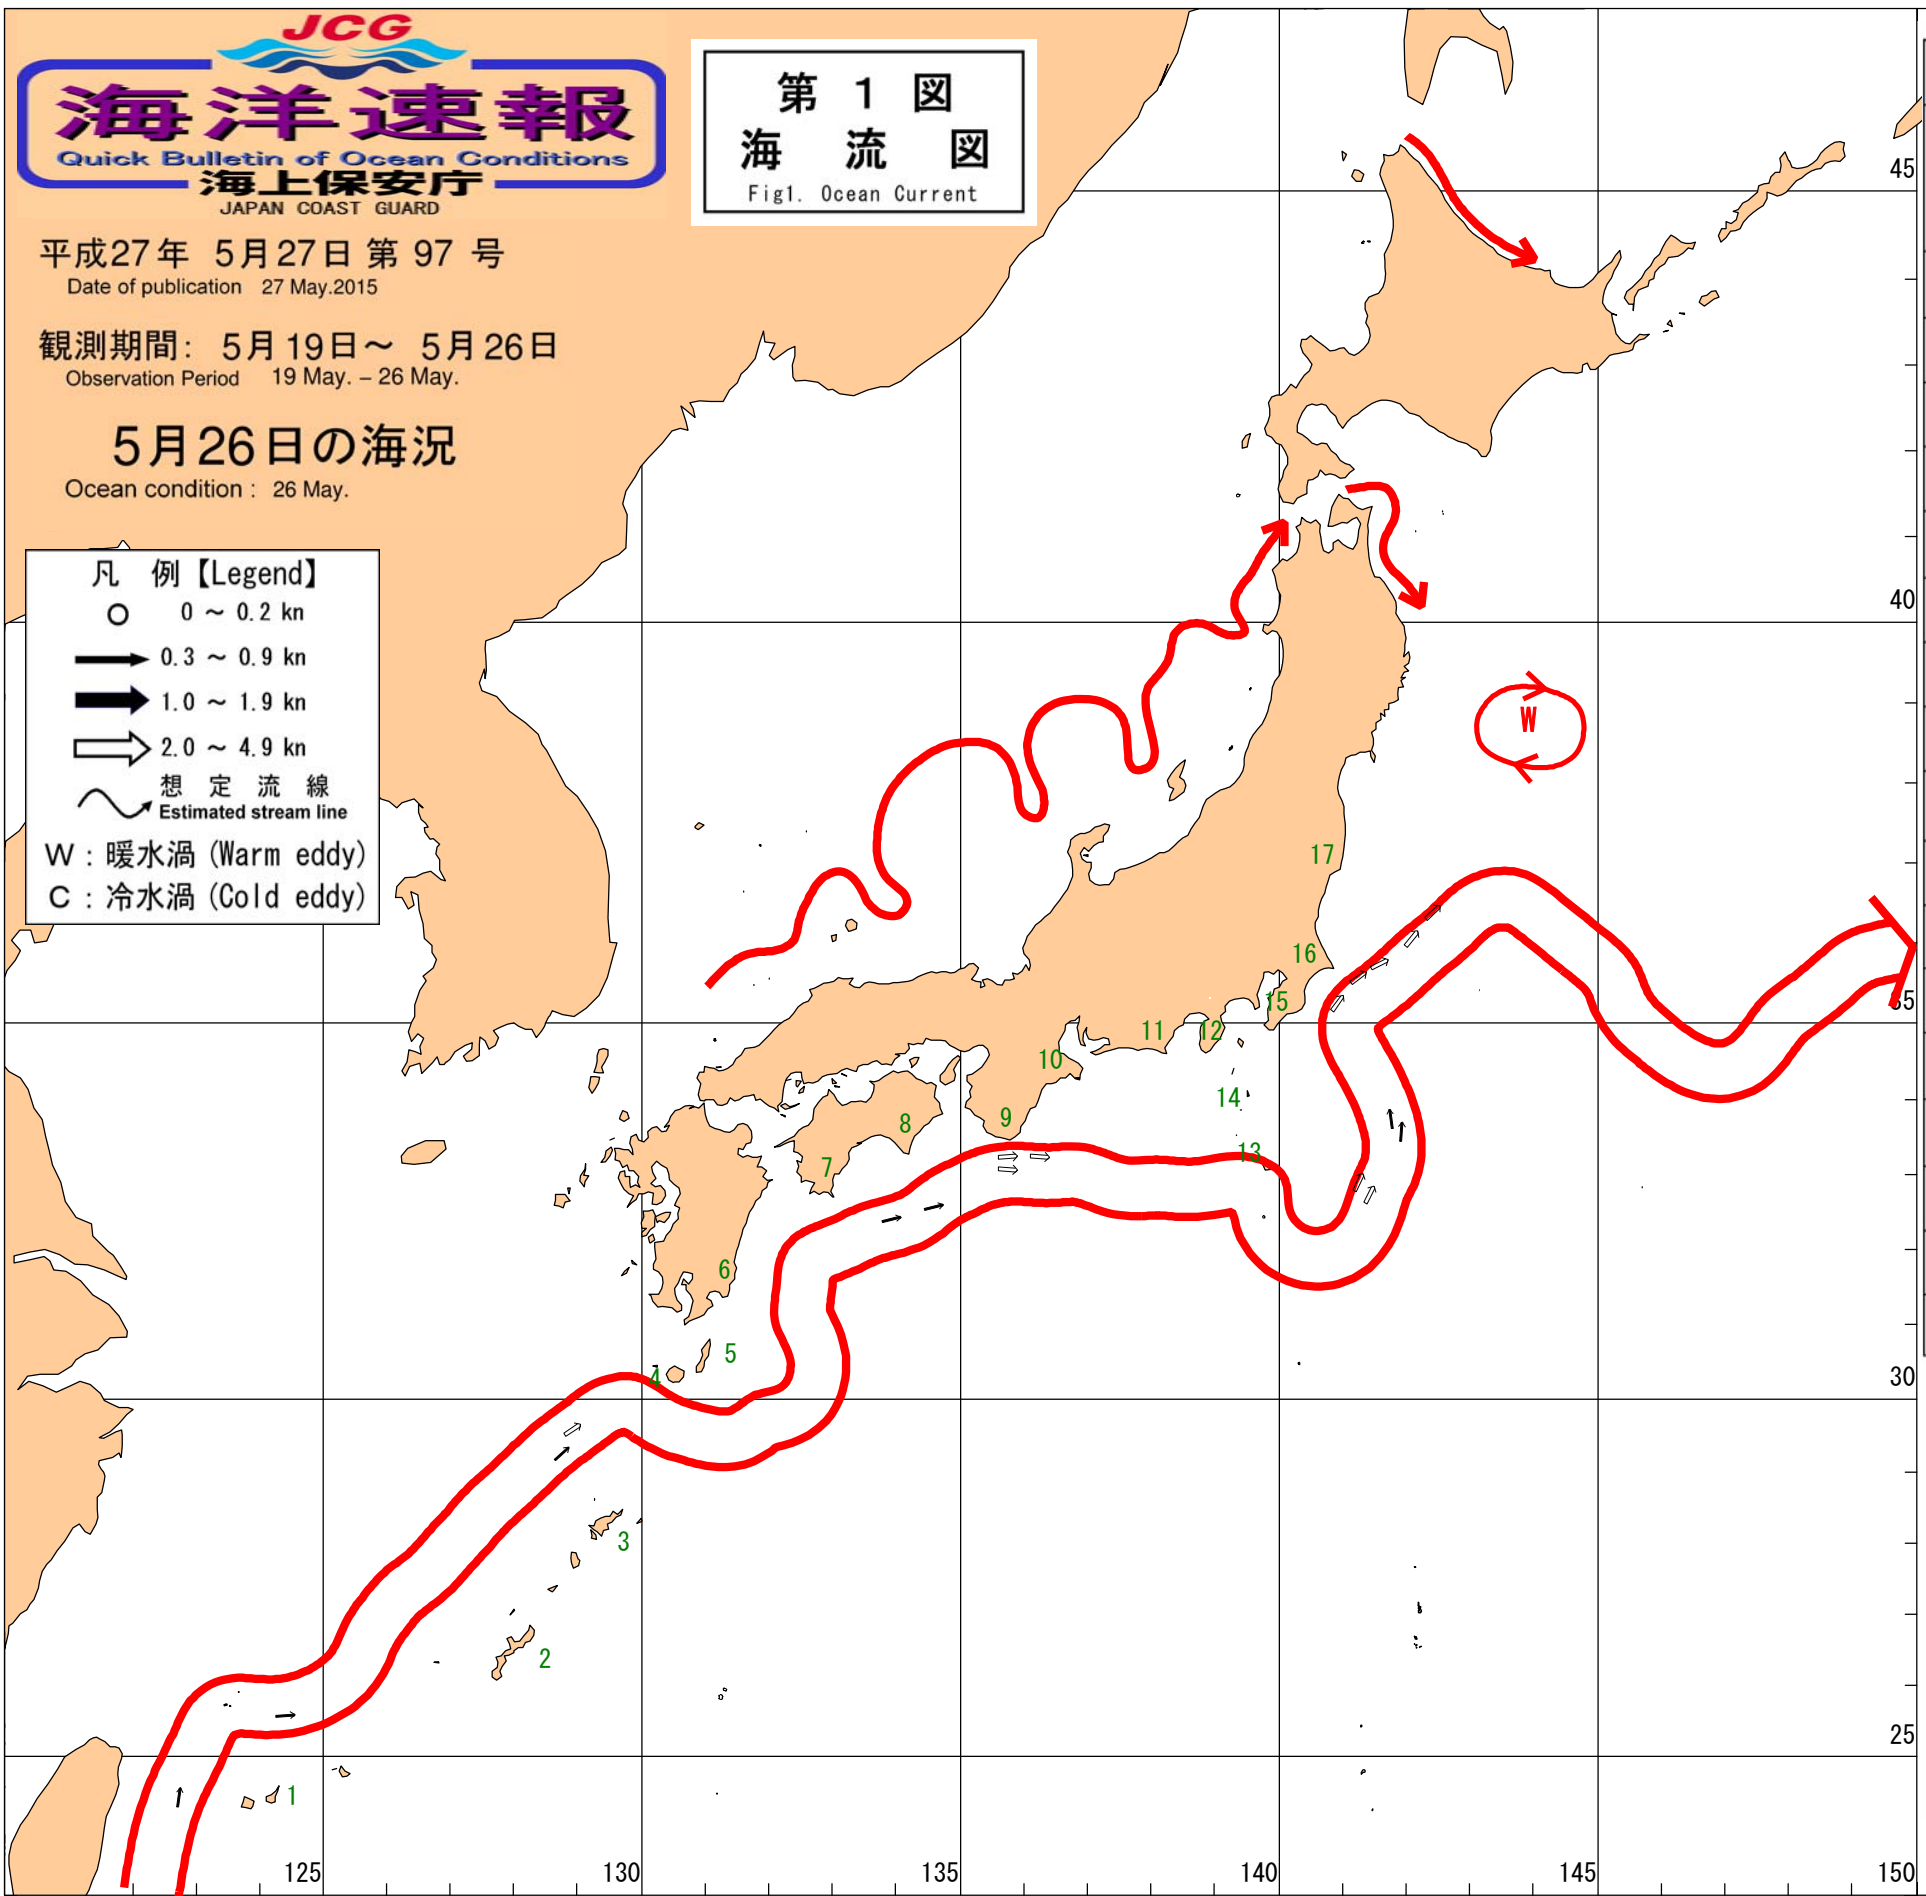 JCG
海洋速報
Quick Bulletin of Ocean Conditions
海上保安庁
JAPAN COAST GUARD
第 1 図
海 流 図
Fig1. Ocean Current
平成27年 5月27日 第 97 号
Date of publication 27 May.2015
観測期間: 5月19日～ 5月26日
Observation Period 19 May. – 26 May.
5月26日の海況
Ocean condition : 26 May.
凡 例【Legend】
0 ～ 0.2 kn
0.3 ～ 0.9 kn
1.0 ～ 1.9 kn
2.0 ～ 4.9 kn
想 定 流 線
Estimated stream line
W : 暖水渦 (Warm eddy)
C : 冷水渦 (Cold eddy)
45
40
W
17
16
35
15
12
11
10
14
9
8
13
7
6
5
4
30
3
2
25
1
125
130
135
140
145
150